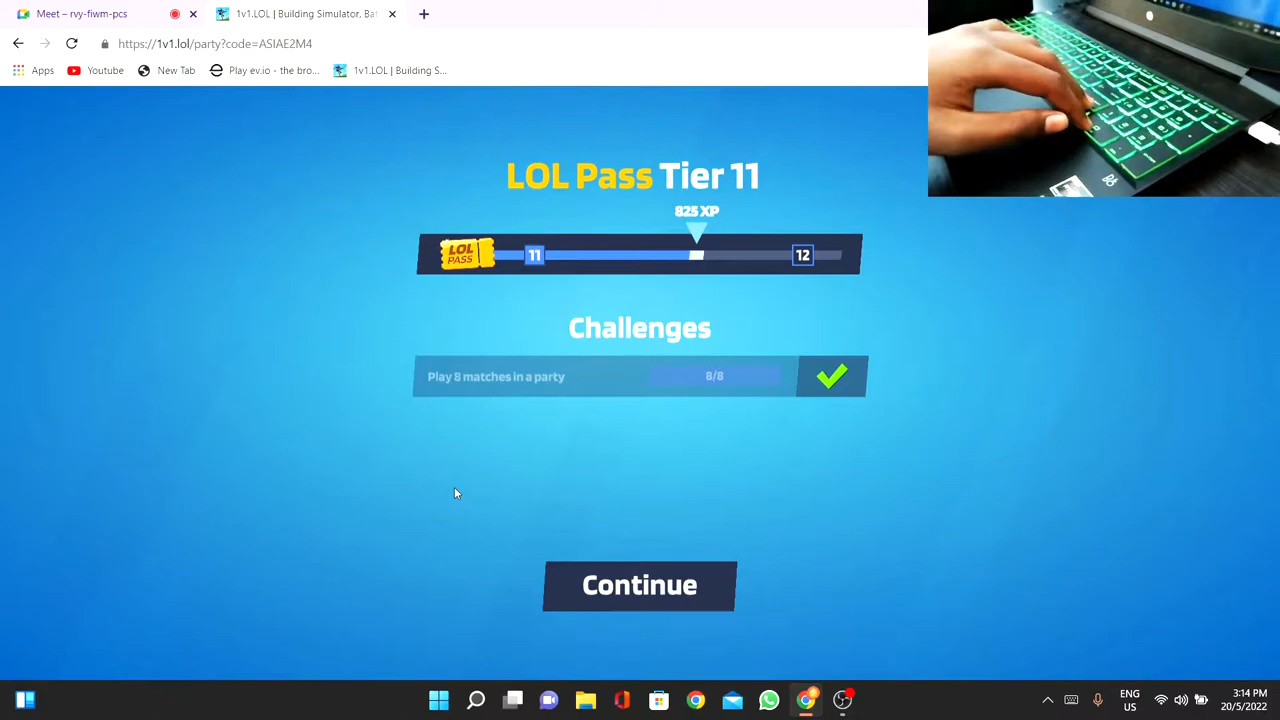 Meet – rvy-fiwm-pcs
1v1.LOL | Building Simulator, Bat
https://1v1.lol/party?code=ASIAE2M4
Apps
Youtube
New Tab
Play ev.io - the bro...
1v1.LOL | Building S...
LOL Pass Tier 11
825 XP
LOL
PASS
11
12
Challenges
Play 8 matches in a party
8/8
Continue
ENG
US
3:14 PM
20/5/2022